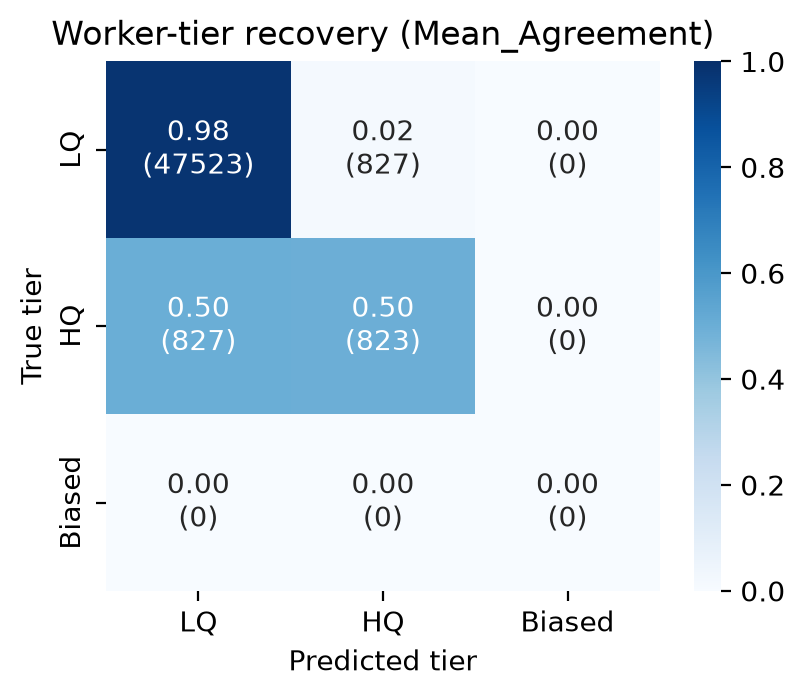 Worker-tier recovery (Mean_Agreement)
True tier
LQ
0.98
(47523)
0.02
(827)
0.00
(0)
HQ
0.50
(827)
0.50
(823)
0.00
(0)
Biased
0.00
(0)
0.00
(0)
0.00
(0)
LQ
HQ
Biased
Predicted tier
1.0
0.8
0.6
0.4
0.2
0.0